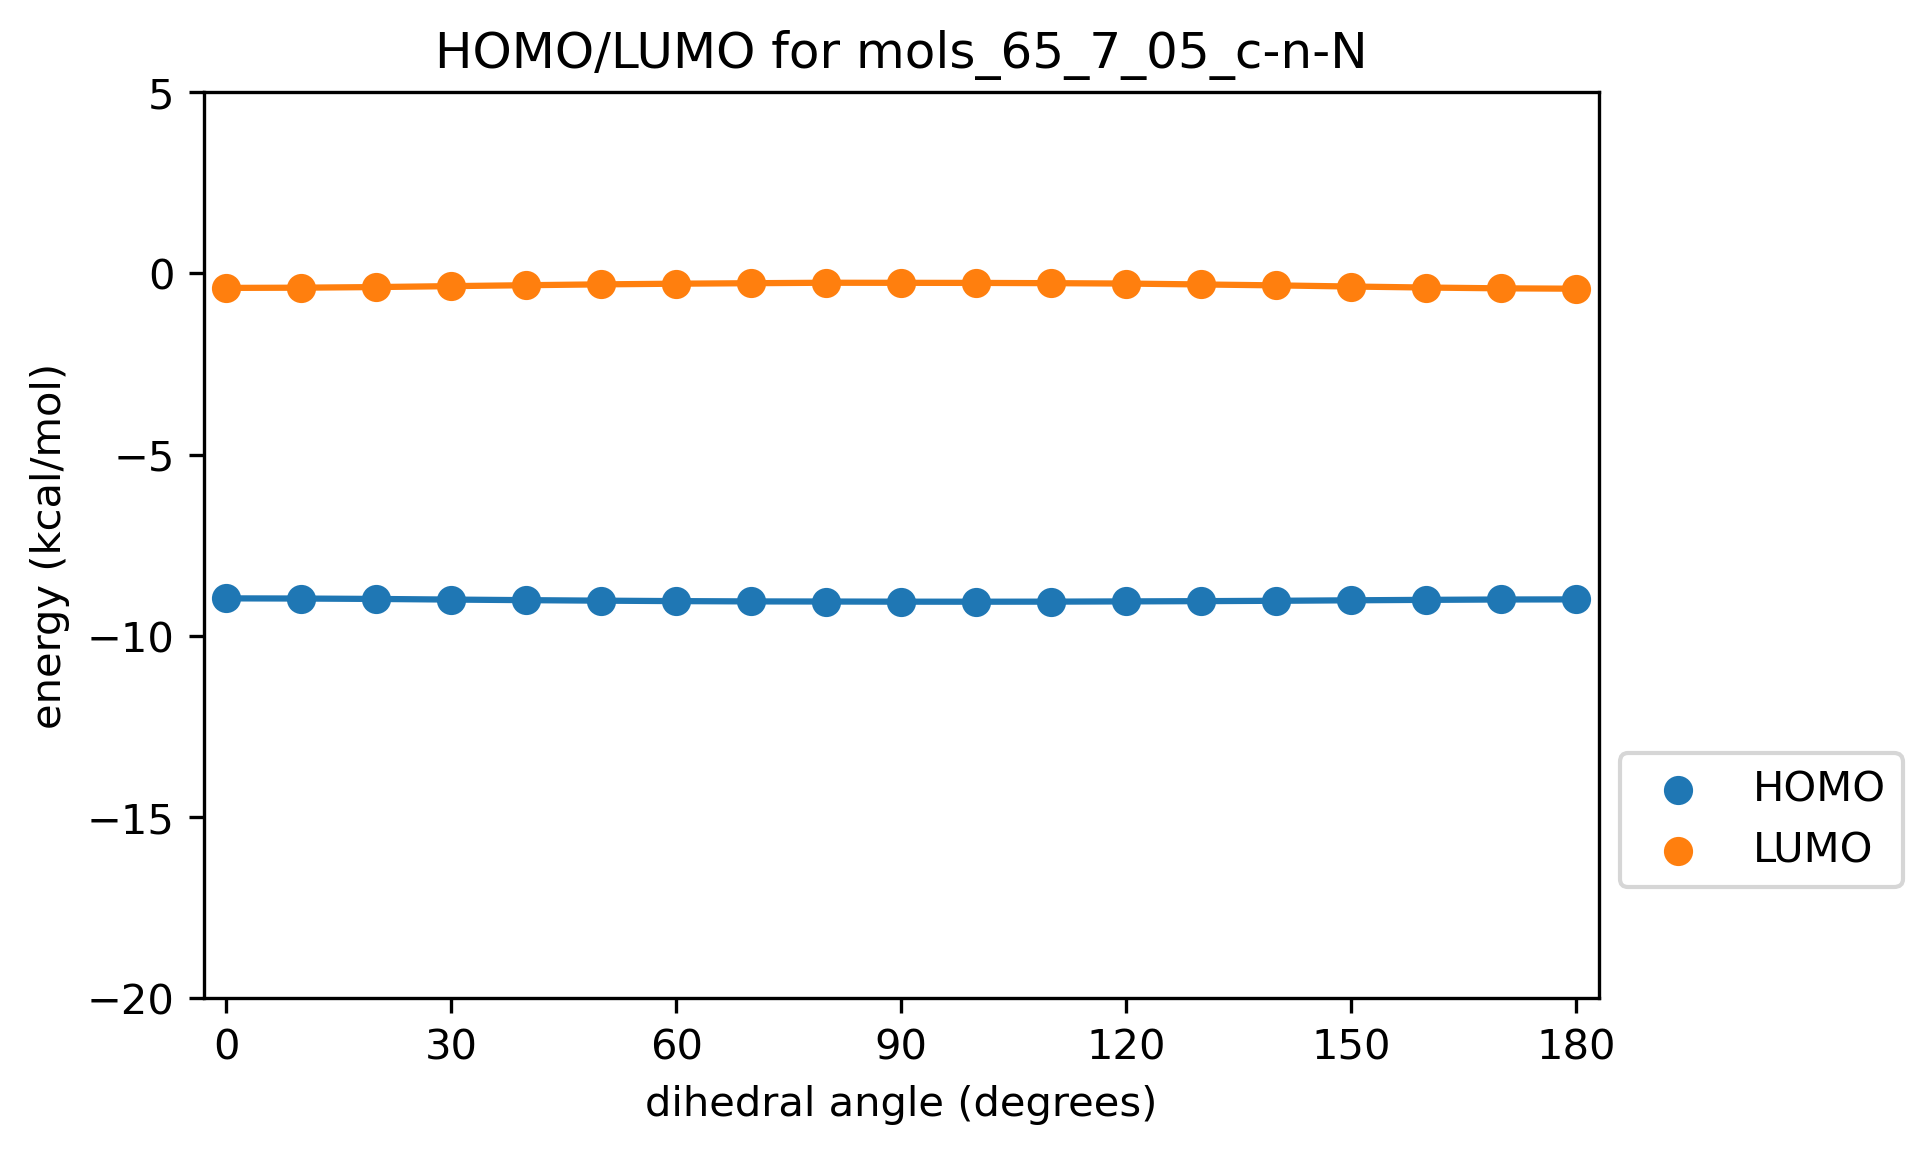 HOMO/LUMO for mols_65_7_05_c-n-N
5
0
−5
−10
−15
−20
energy (kcal/mol)
0 30 60 90 120 150 180
dihedral angle (degrees)
HOMO
LUMO